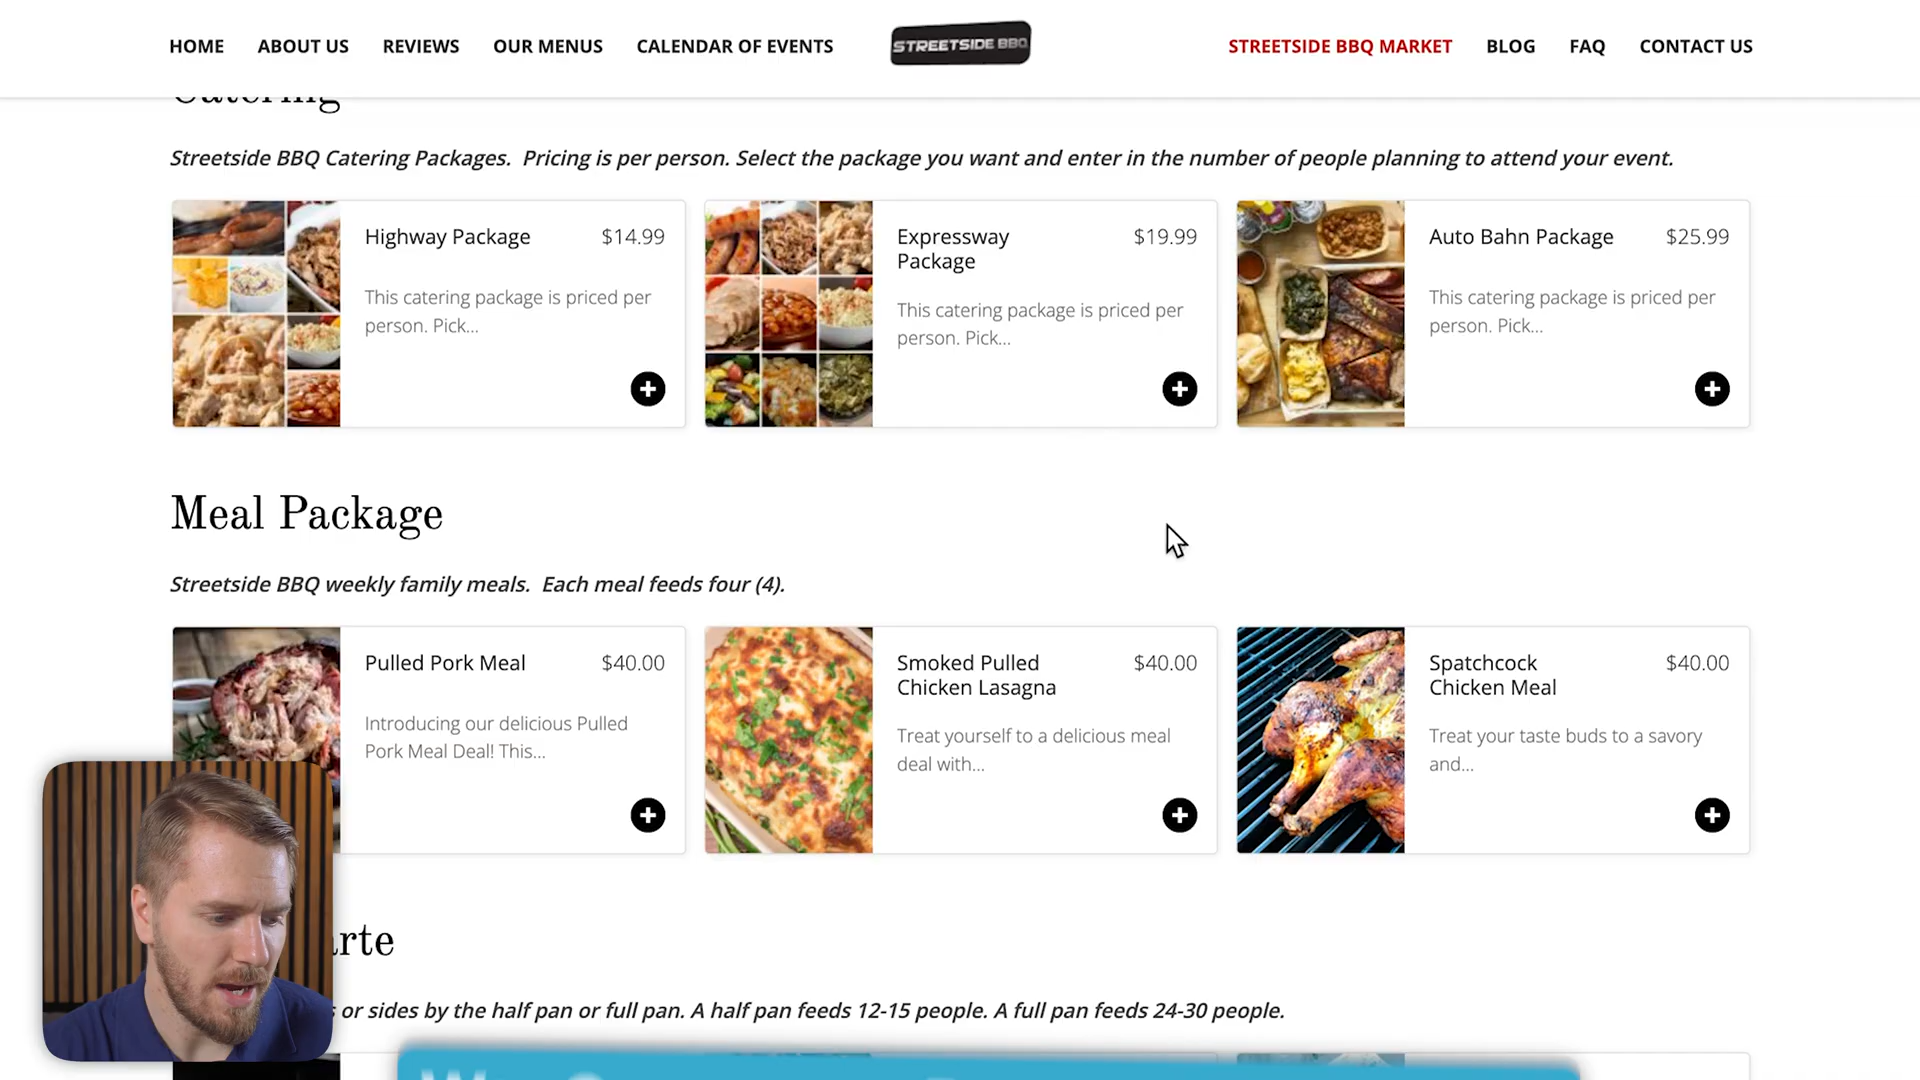 HOME ABOUT US REVIEWS OUR MENUS CALENDAR OF EVENTS STREETSIDE BBQ STREETSIDE BBQ MARKET BLOG FAQ CONTACT US
Catering
Streetside BBQ Catering Packages. Pricing is per person. Select the package you want and enter in the number of people planning to attend your event.
Highway Package $14.99
This catering package is priced per
person. Pick...
Expressway $19.99
Package
This catering package is priced per
person. Pick...
Auto Bahn Package $25.99
This catering package is priced per
person. Pick...
Meal Package
Streetside BBQ weekly family meals. Each meal feeds four (4).
Pulled Pork Meal $40.00
Introducing our delicious Pulled
Pork Meal Deal! This...
Smoked Pulled $40.00
Chicken Lasagna
Treat yourself to a delicious meal
deal with...
Spatchcock $40.00
Chicken Meal
Treat your taste buds to a savory
and...
arte
or sides by the half pan or full pan. A half pan feeds 12-15 people. A full pan feeds 24-30 people.